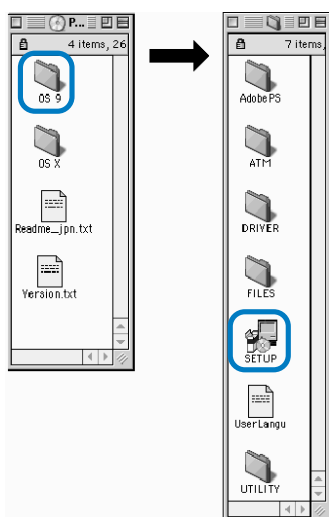 P...
4 items, 26
OS 9
OS X
Readme_jpn.txt
Version.txt
7 items,
AdobePS
ATM
DRIVER
FILES
SETUP
UserLangu
UTILITY